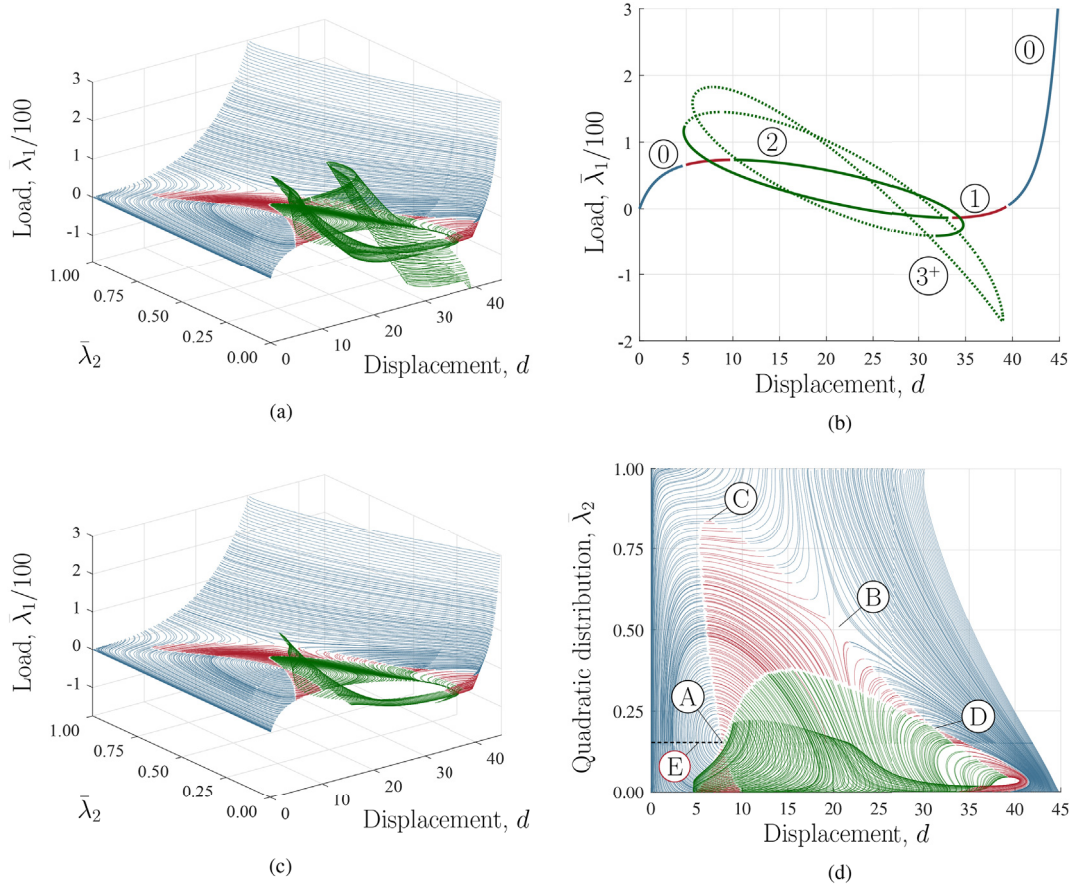 (a)
Load, λ̄₁/100
3
2
1
0
-1
1.00
0.75
0.50
0.25
0.00
λ̄₂
0
10
20
30
40
Displacement, d
(b)
Load, λ̄₁/100
3
2
1
0
-1
-2
0 5 10 15 20 25 30 35 40 45
Displacement, d
0
2
1
3⁺
0
(c)
Load, λ̄₁/100
3
2
1
0
-1
1.00
0.75
0.50
0.25
0.00
λ̄₂
0
10
20
30
40
Displacement, d
(d)
Quadratic distribution, λ̄₂
1.00
0.75
0.50
0.25
0.00
0 5 10 15 20 25 30 35 40 45
Displacement, d
C
B
A
D
E